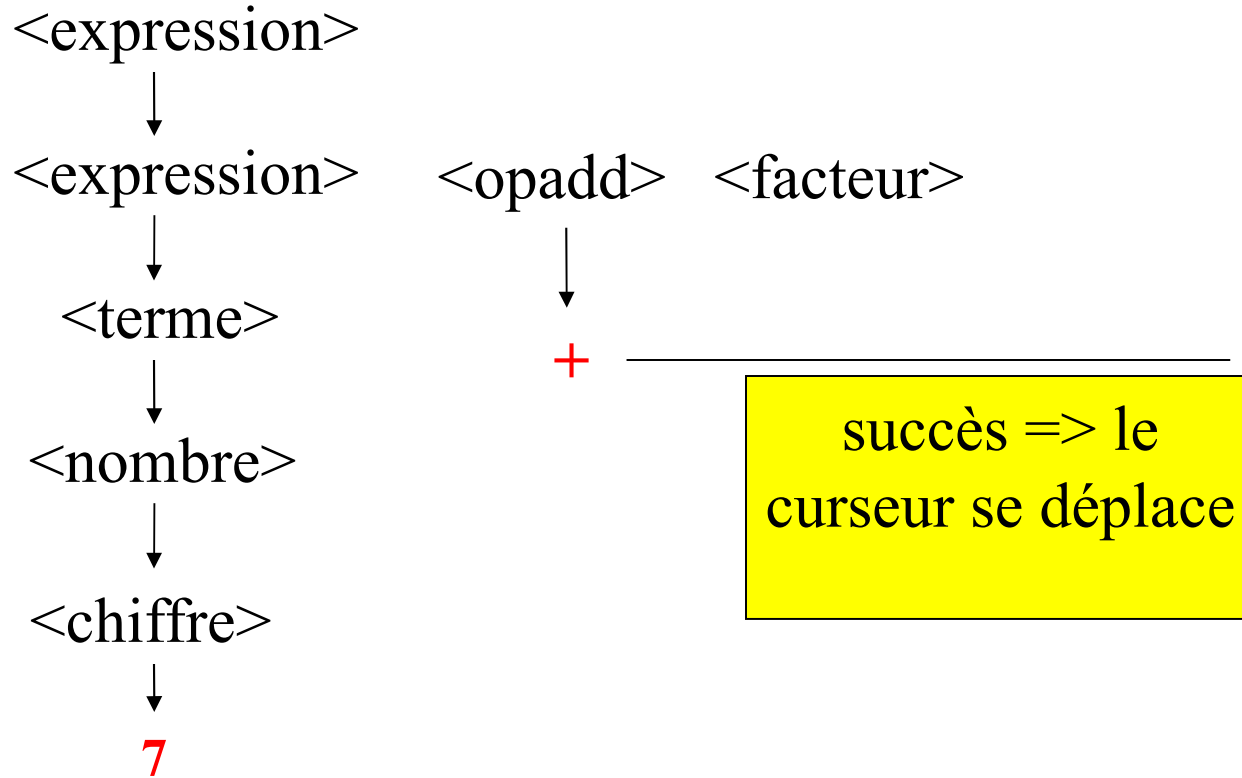 <expression>
<expression> <opadd> <facteur>
<terme>
+
succès => le
curseur se déplace
<nombre>
<chiffre>
7